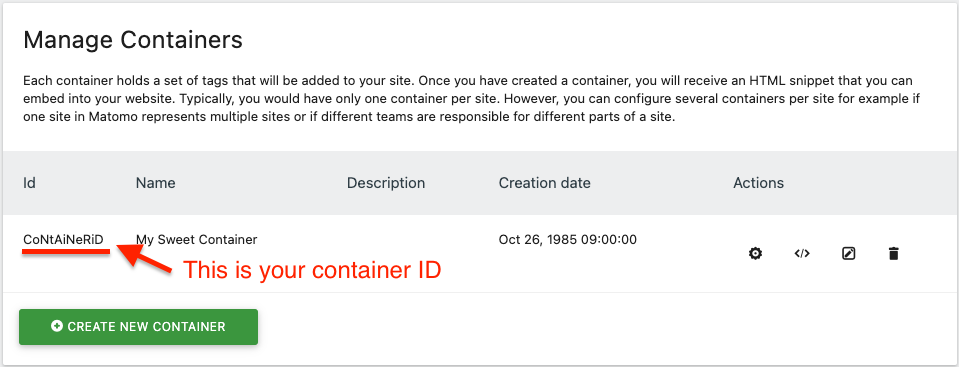 Manage Containers
Each container holds a set of tags that will be added to your site. Once you have created a container, you will receive an HTML snippet that you can
embed into your website. Typically, you would have only one container per site. However, you can configure several containers per site for example if
one site in Matomo represents multiple sites or if different teams are responsible for different parts of a site.
Id Name Description Creation date Actions
CoNtAiNeRiD My Sweet Container Oct 26, 1985 09:00:00
This is your container ID
CREATE NEW CONTAINER